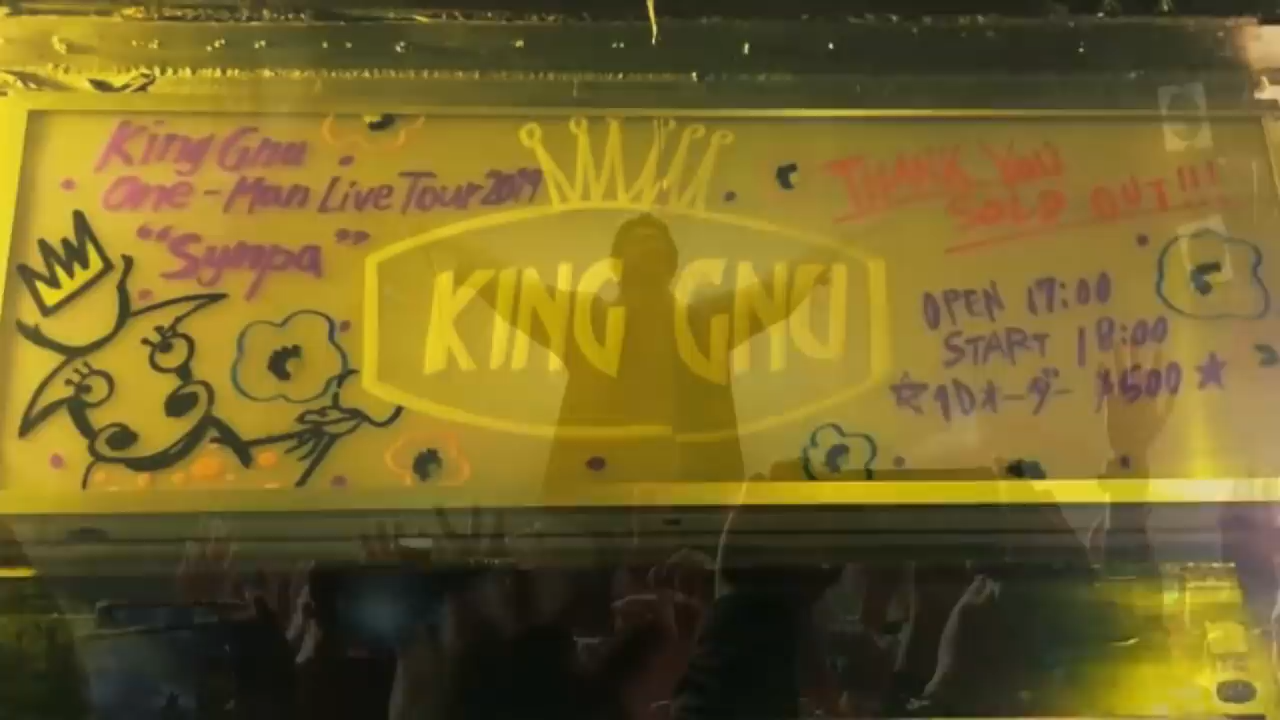 King Gnu
One-Man Live Tour 2019
"Sympa"
KING GNU
THANK YOU
SOLD OUT!!!
OPEN 17:00
START 18:00
☆1Dオーダー ¥500★